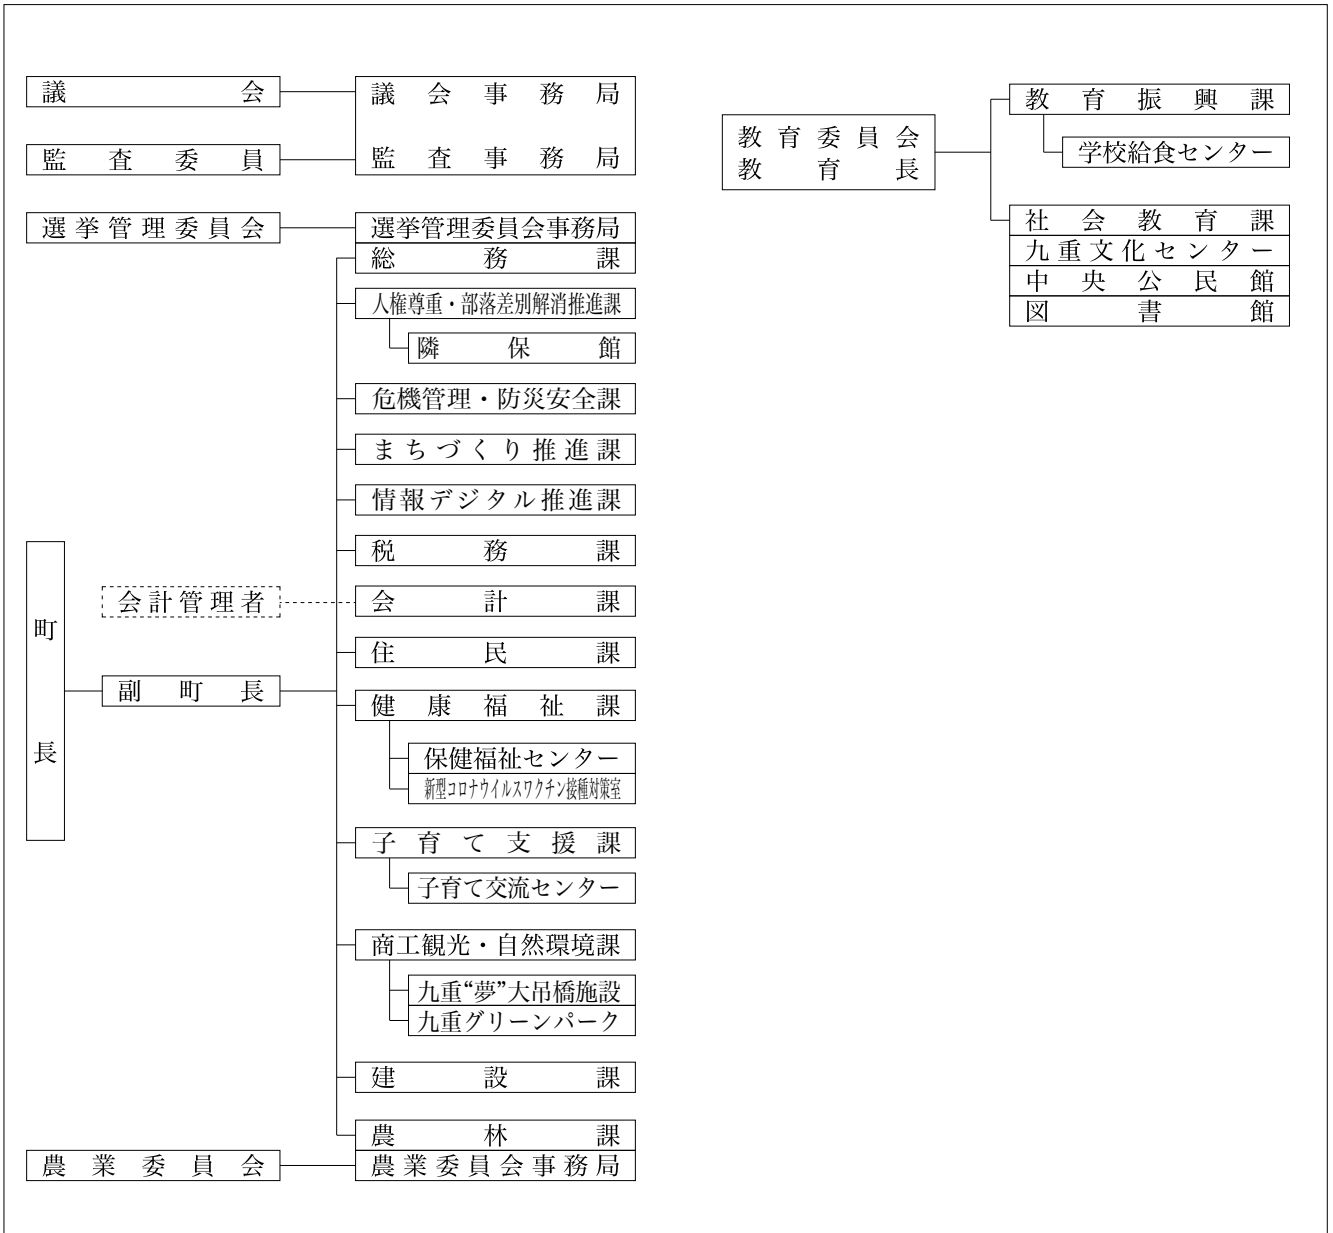 議会
議会事務局
監査委員
監査事務局
選挙管理委員会
選挙管理委員会事務局
総務課
人権尊重・部落差別解消推進課
隣保館
危機管理・防災安全課
まちづくり推進課
情報デジタル推進課
税務課
会計管理者
会計課
住民課
町長
副町長
健康福祉課
保健福祉センター
新型コロナウイルスワクチン接種対策室
子育て支援課
子育て交流センター
商工観光・自然環境課
九重“夢”大吊橋施設
九重グリーンパーク
建設課
農林課
農業委員会
農業委員会事務局
教育委員会
教育長
教育振興課
学校給食センター
社会教育課
九重文化センター
中央公民館
図書館